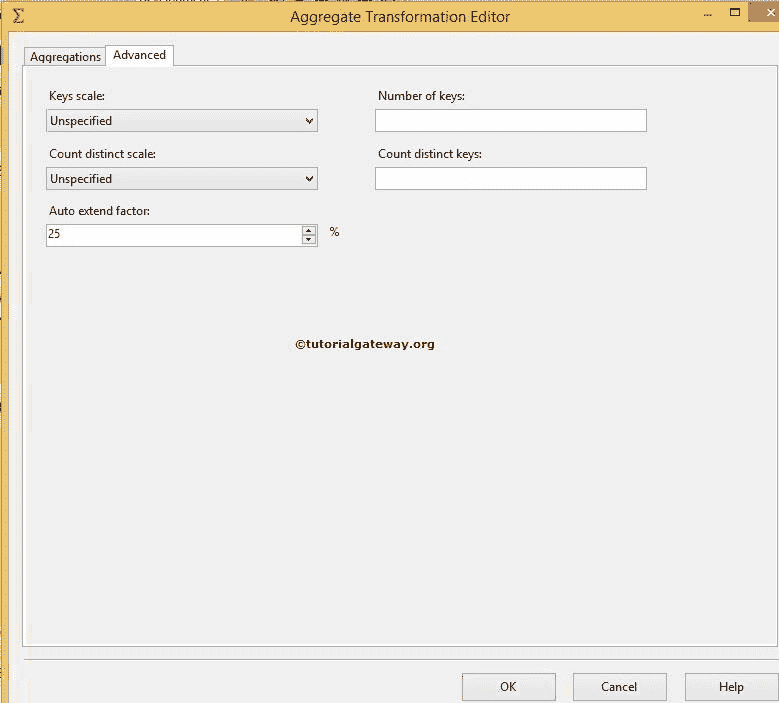 Aggregate Transformation Editor
Aggregations Advanced
Keys scale: Number of keys:
Unspecified
Count distinct scale: Count distinct keys:
Unspecified
Auto extend factor:
25 %
©tutorialgateway.org
OK Cancel Help